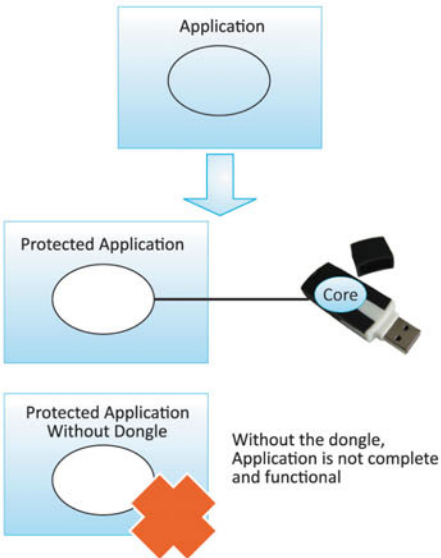 Application
Protected Application
Core
Protected Application
Without Dongle
Without the dongle,
Application is not complete
and functional